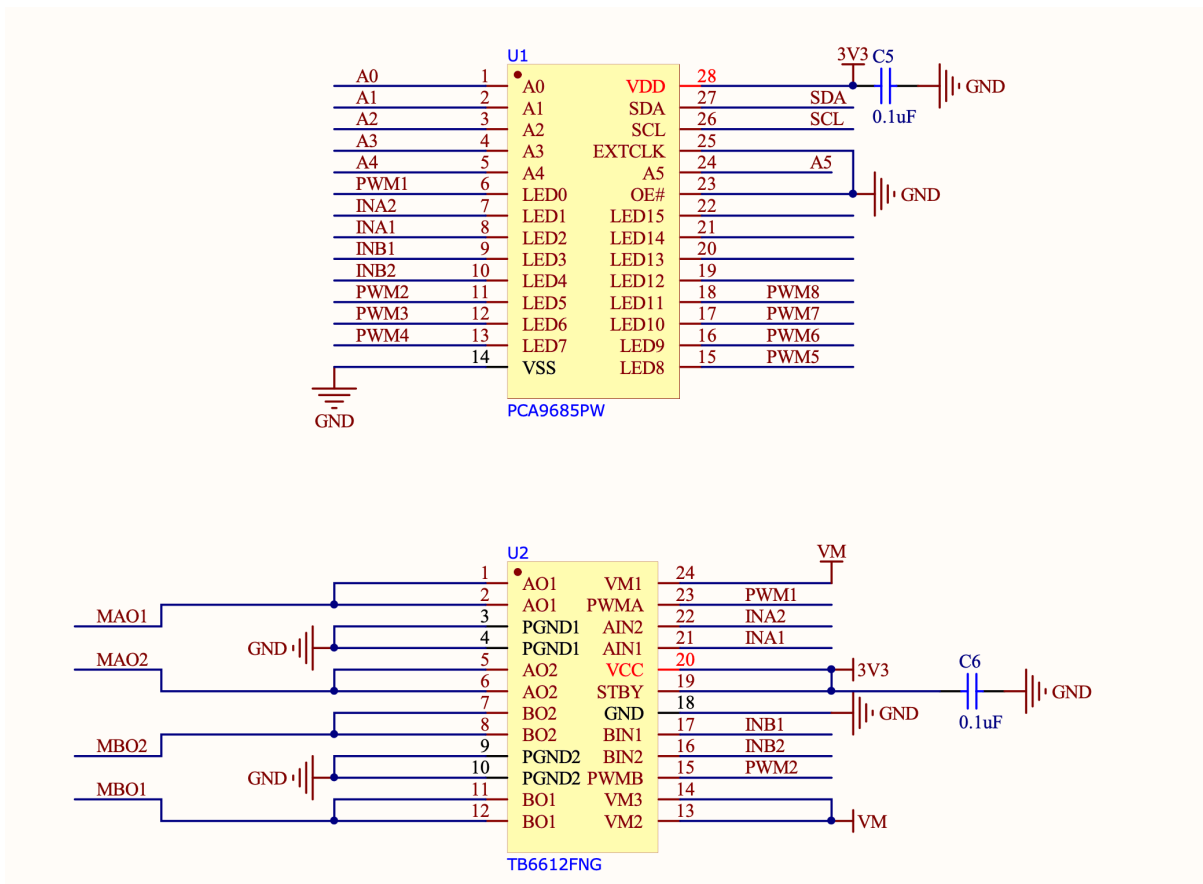 U1
3V3 C5
A0 1 A0 VDD 28 GND
A1 2 A1 SDA 27 SDA 0.1uF
A2 3 A2 SCL 26 SCL
A3 4 A3 EXTCLK 25
A4 5 A4 A5 24 A5
PWM1 6 LED0 OE# 23 GND
INA2 7 LED1 LED15 22
INA1 8 LED2 LED14 21
INB1 9 LED3 LED13 20
INB2 10 LED4 LED12 19
PWM2 11 LED5 LED11 18 PWM8
PWM3 12 LED6 LED10 17 PWM7
PWM4 13 LED7 LED9 16 PWM6
14 VSS LED8 15 PWM5
GND
PCA9685PW
U2
VM
1 AO1 VM1 24
2 AO1 PWMA 23 PWM1
MAO1 3 PGND1 AIN2 22 INA2
GND 4 PGND1 AIN1 21 INA1
MAO2 5 AO2 VCC 20 3V3 C6
6 AO2 STBY 19 GND
7 BO2 GND 18 GND 0.1uF
8 BO2 BIN1 17 INB1
MBO2 9 PGND2 BIN2 16 INB2
GND 10 PGND2 PWMB 15 PWM2
MBO1 11 BO1 VM3 14
12 BO1 VM2 13 VM
TB6612FNG